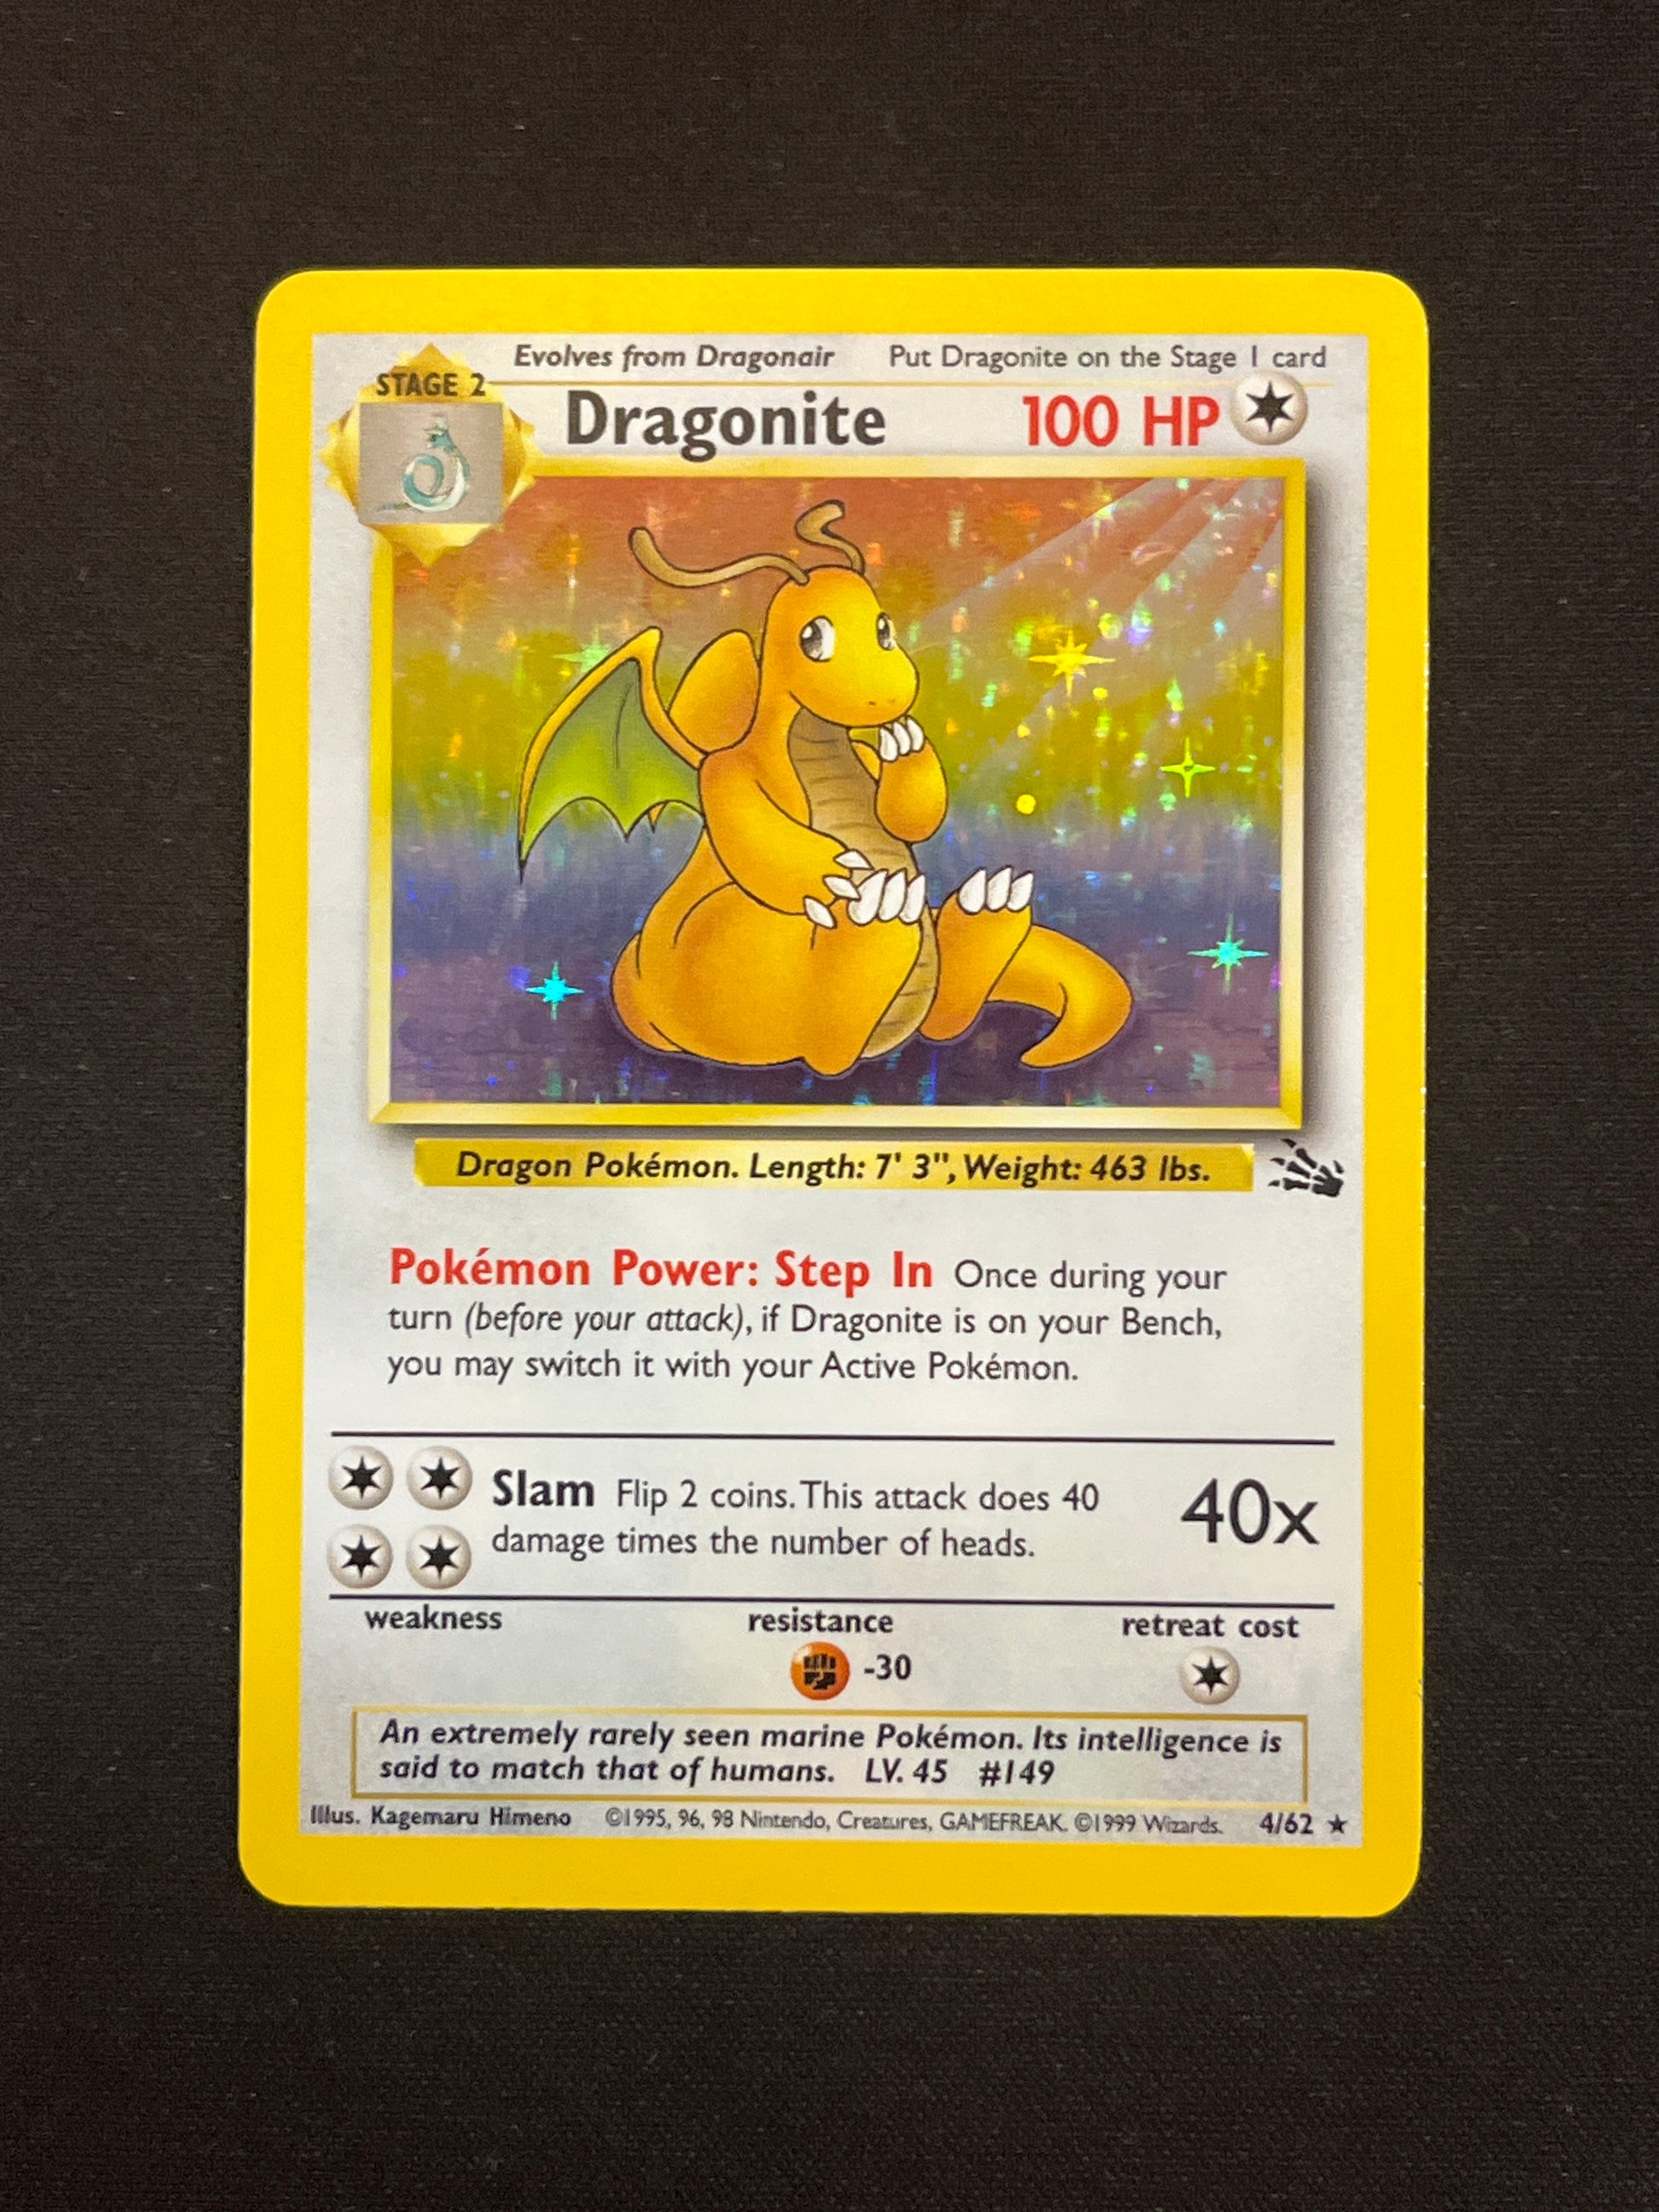 Evolves from Dragonair Put Dragonite on the Stage 1 card
STAGE 2
Dragonite 100 HP
Dragon Pokémon. Length: 7' 3", Weight: 463 lbs.
Pokémon Power: Step In Once during your
turn (before your attack), if Dragonite is on your Bench,
you may switch it with your Active Pokémon.
Slam Flip 2 coins. This attack does 40
damage times the number of heads.
40x
weakness resistance retreat cost
-30
An extremely rarely seen marine Pokémon. Its intelligence is
said to match that of humans. LV. 45 #149
Illus. Kagemaru Himeno ©1995, 96, 98 Nintendo, Creatures, GAMEFREAK. ©1999 Wizards. 4/62 ★